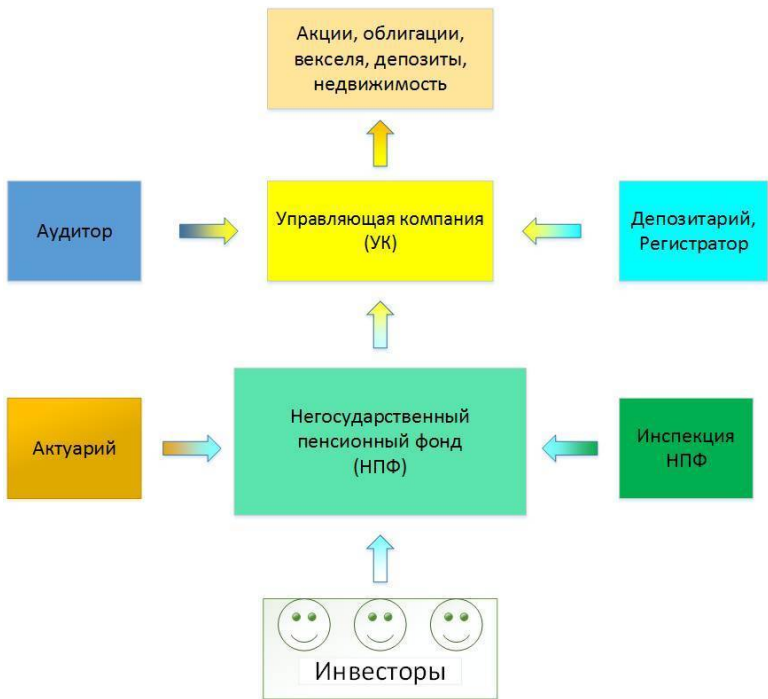 Акции, облигации,
векселя, депозиты,
недвижимость
Аудитор
Управляющая компания
(УК)
Депозитарий,
Регистратор
Актуарий
Негосударственный
пенсионный фонд
(НПФ)
Инспекция
НПФ
Инвесторы